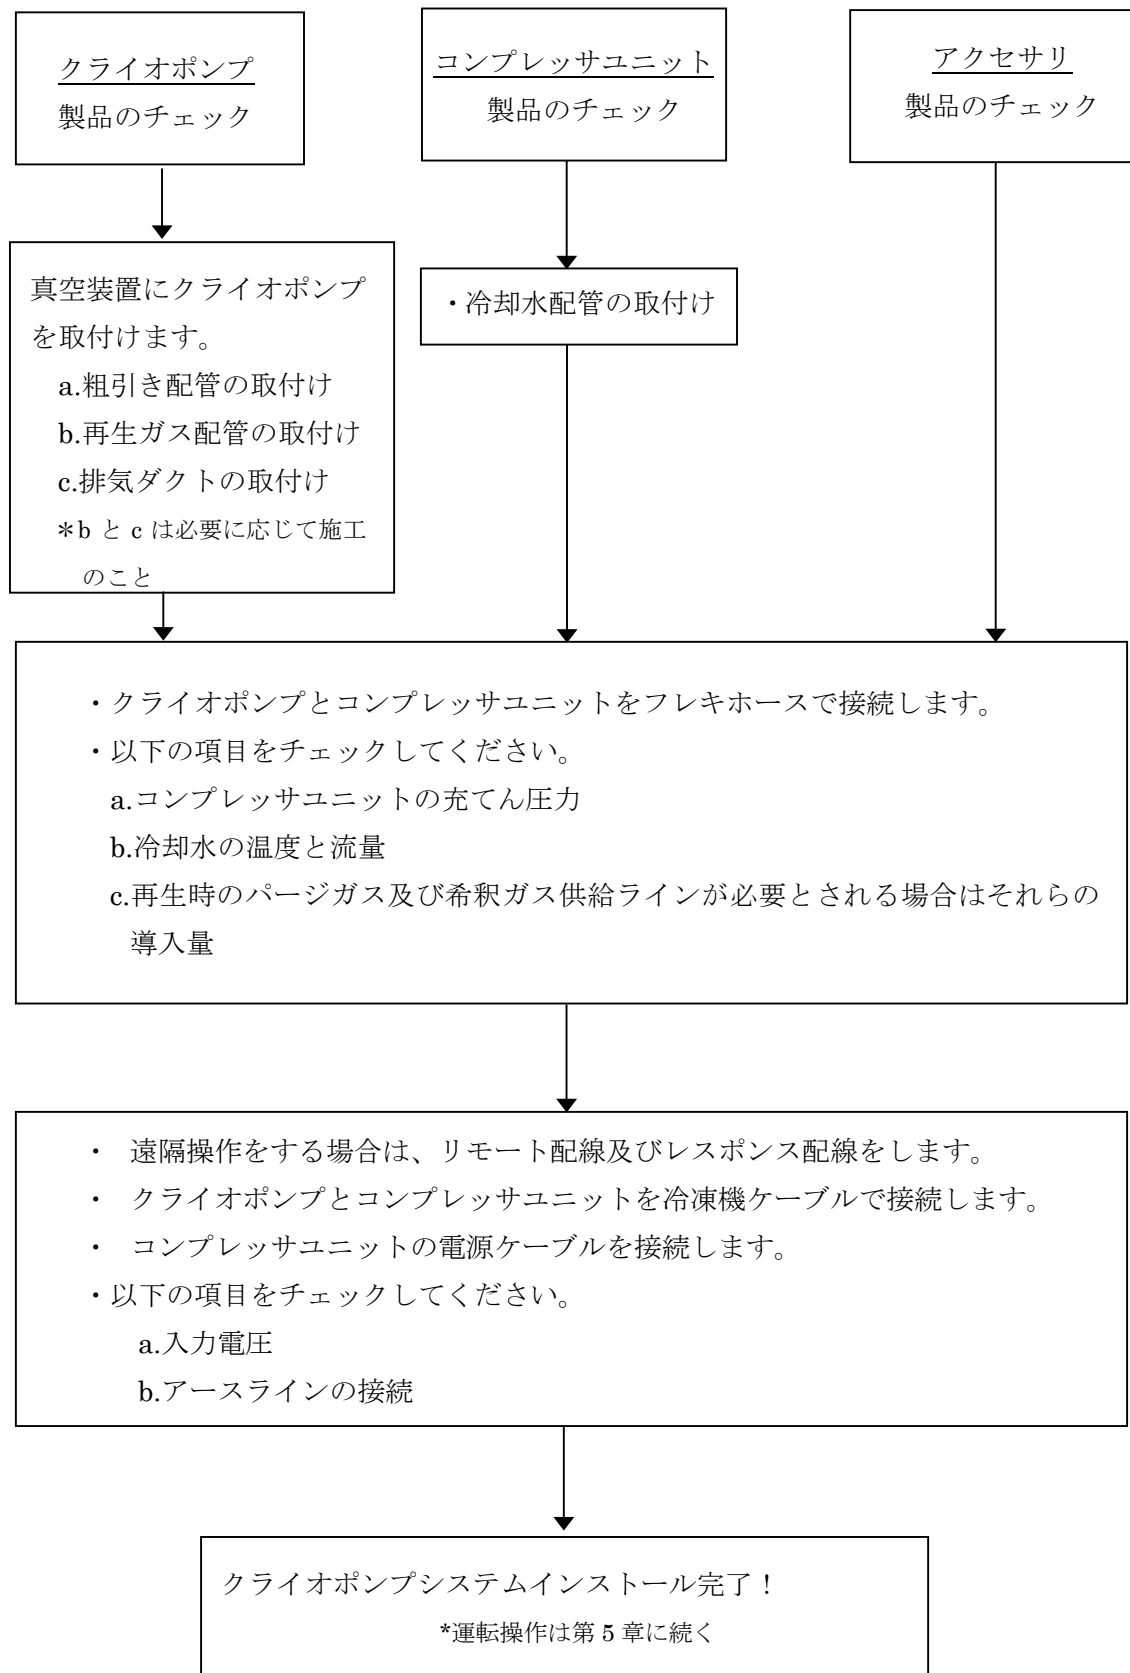 クライオポンプ
製品のチェック
コンプレッサユニット
製品のチェック
アクセサリ
製品のチェック
真空装置にクライオポンプ
を取付けます。
a.粗引き配管の取付け
b.再生ガス配管の取付け
c.排気ダクトの取付け
＊b と c は必要に応じて施工
のこと
・冷却水配管の取付け
・クライオポンプとコンプレッサユニットをフレキホースで接続します。
・以下の項目をチェックしてください。
a.コンプレッサユニットの充てん圧力
b.冷却水の温度と流量
c.再生時のパージガス及び希釈ガス供給ラインが必要とされる場合はそれらの
導入量
・ 遠隔操作をする場合は、リモート配線及びレスポンス配線をします。
・ クライオポンプとコンプレッサユニットを冷凍機ケーブルで接続します。
・ コンプレッサユニットの電源ケーブルを接続します。
・以下の項目をチェックしてください。
a.入力電圧
b.アースラインの接続
クライオポンプシステムインストール完了！
*運転操作は第 5 章に続く